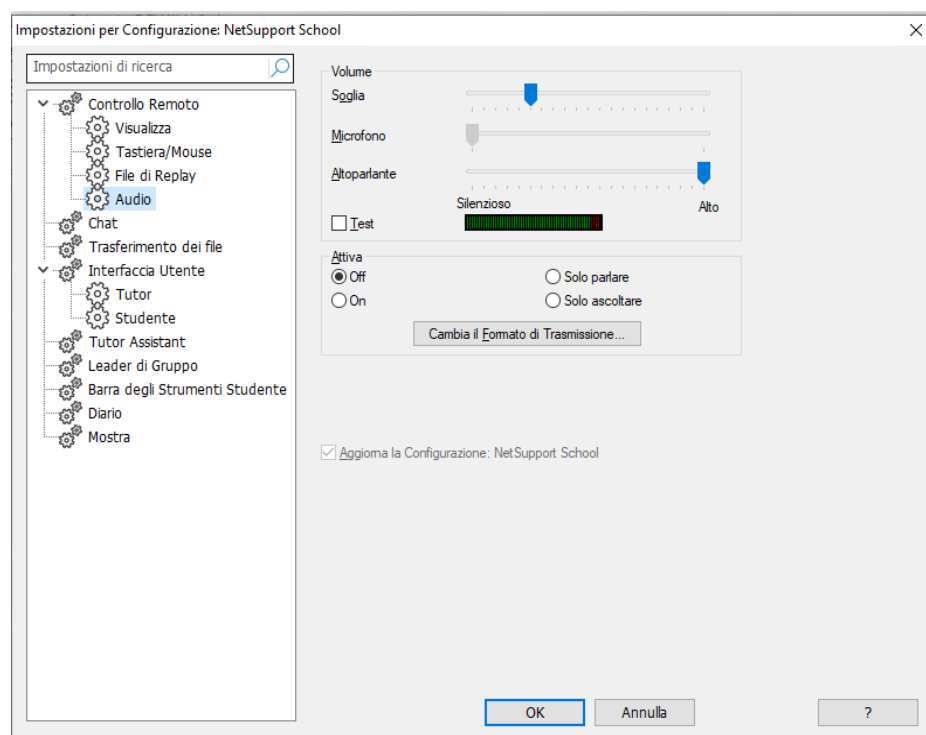 Impostazioni per Configurazione: NetSupport School
Impostazioni di ricerca
Controllo Remoto
Visualizza
Tastiera/Mouse
File di Replay
Audio
Chat
Trasferimento dei file
Interfaccia Utente
Tutor
Studente
Tutor Assistant
Leader di Gruppo
Barra degli Strumenti Studente
Diario
Mostra
Volume
Soglia
Microfono
Altoparlante
Silenzioso Alto
Test
Attiva
Off Solo parlare
On Solo ascoltare
Cambia il Formato di Trasmissione...
Aggiorna la Configurazione: NetSupport School
OK Annulla ?